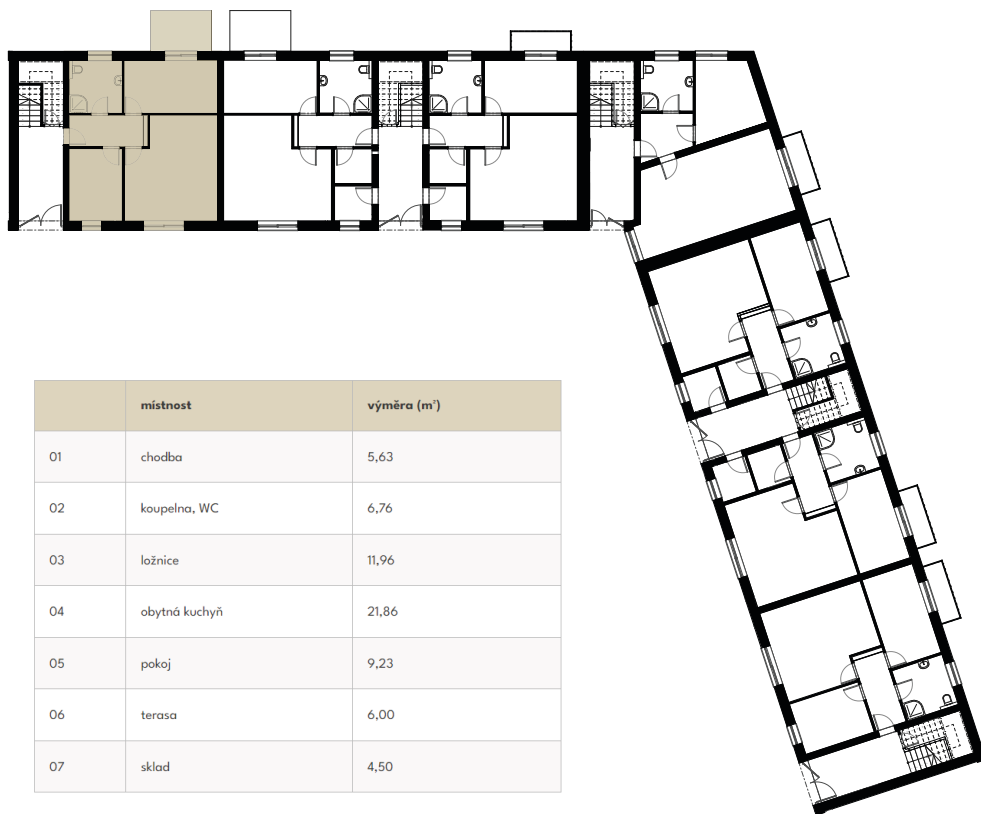 místnost výměra (m²)
01 chodba 5,63
02 koupelna, WC 6,76
03 ložnice 11,96
04 obytná kuchyň 21,86
05 pokoj 9,23
06 terasa 6,00
07 sklad 4,50